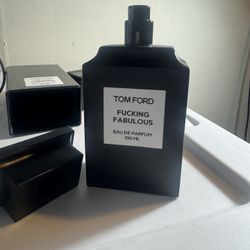 TOM FORD
FUCKING
FABULOUS
EAU DE PARFUM
100 ML